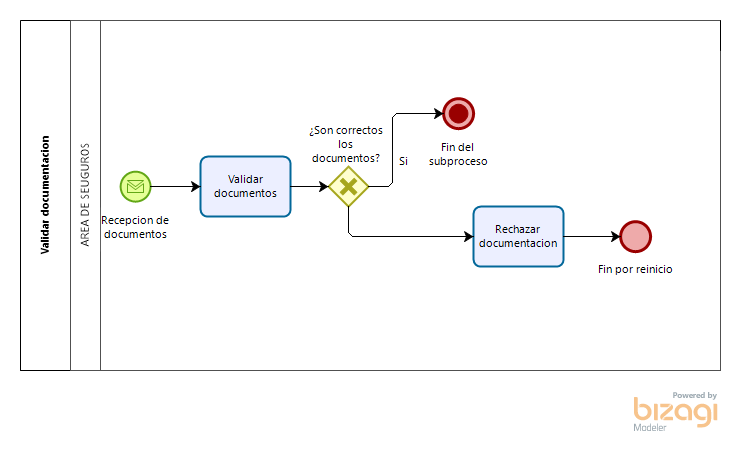 Validar documentacion
AREA DE SEUGUROS
Recepcion de
documentos
Validar
documentos
¿Son correctos
los
documentos?
Si
Fin del
subproceso
Rechazar
documentacion
Fin por reinicio
Powered by
bizagi
Modeler